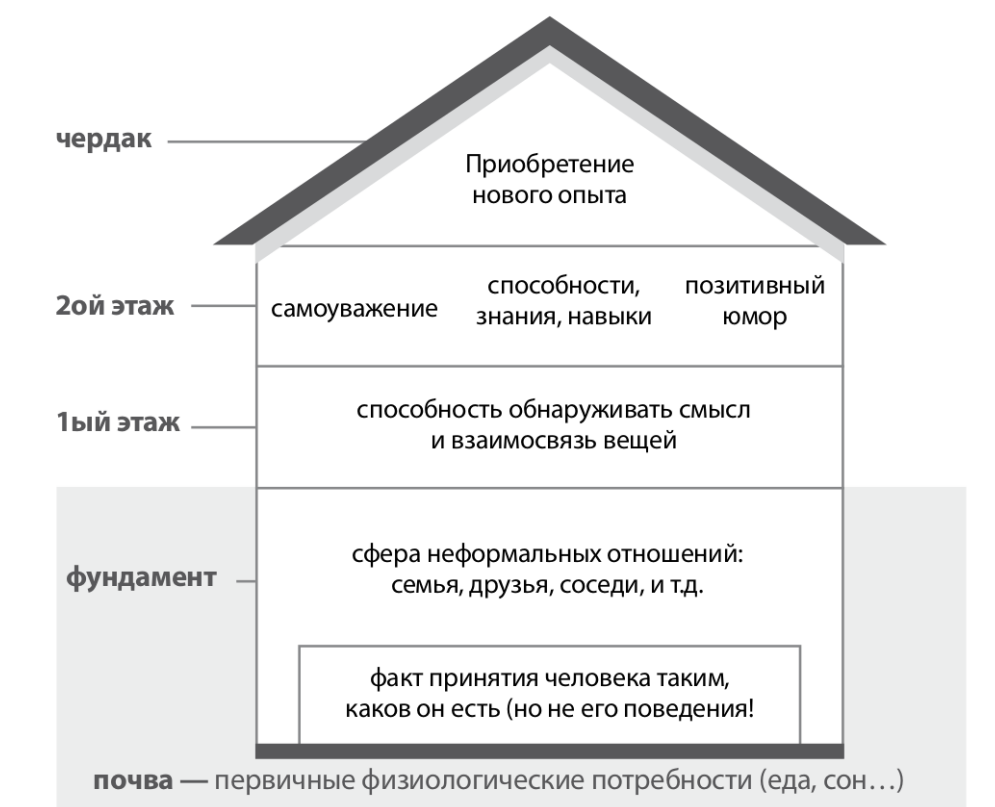 чердак
Приобретение
нового опыта
2ой этаж
самоуважение
способности,
знания, навыки
позитивный
юмор
1ый этаж
способность обнаруживать смысл
и взаимосвязь вещей
фундамент
сфера неформальных отношений:
семья, друзья, соседи, и т.д.
факт принятия человека таким,
каков он есть (но не его поведения!
почва — первичные физиологические потребности (еда, сон…)